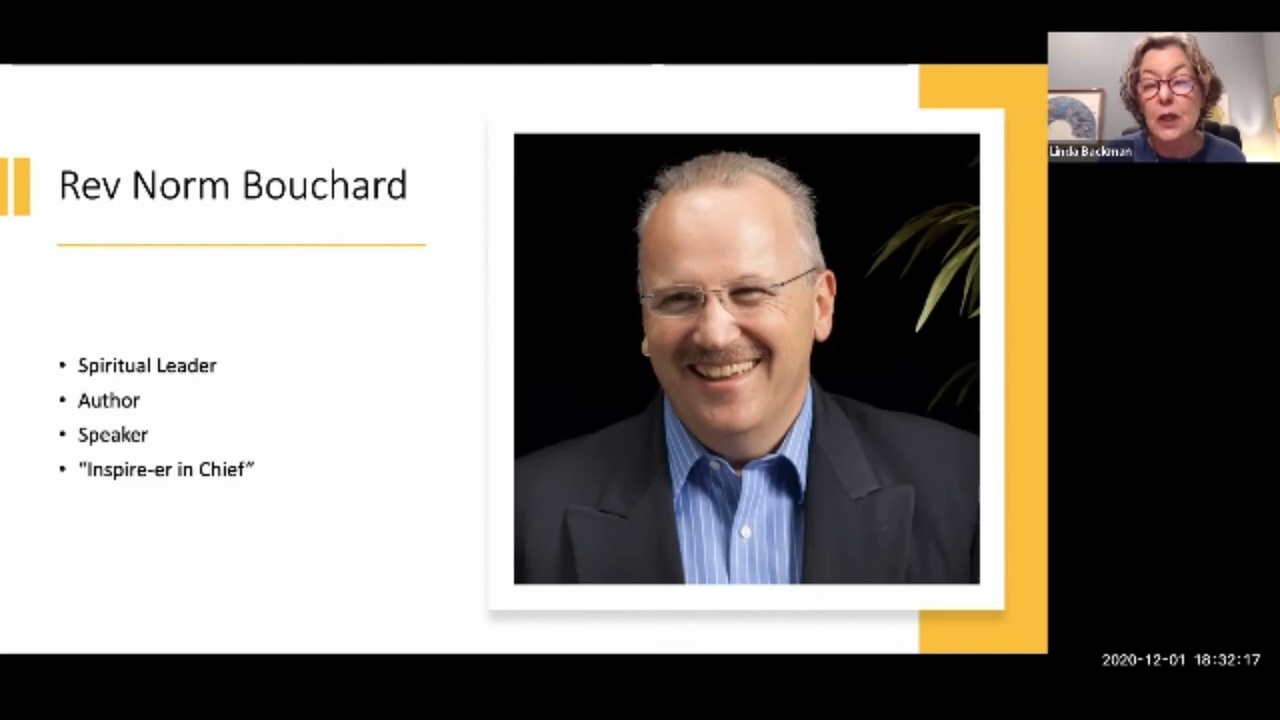 Rev Norm Bouchard
• Spiritual Leader
• Author
• Speaker
• “Inspire-er in Chief”
Linda Backman
2020-12-01 18:32:17